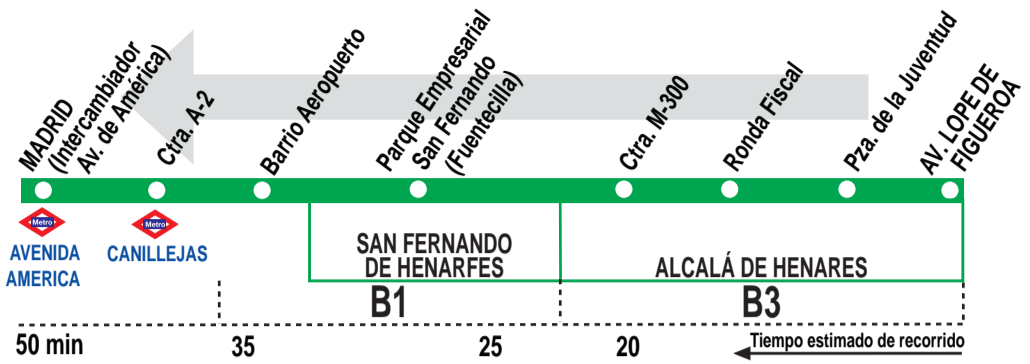 MADRID
(Intercambiador
Av. de América)
Ctra. A-2
Barrio Aeropuerto
Parque Empresarial
San Fernando
(Fuentecilla)
Ctra. M-300
Ronda Fiscal
Pza. de la Juventud
AV. LOPE DE
FIGUEROA
Metro
AVENIDA
AMERICA
Metro
CANILLEJAS
SAN FERNANDO
DE HENARFES
B1
ALCALÁ DE HENARES
B3
50 min
35
25
20
Tiempo estimado de recorrido